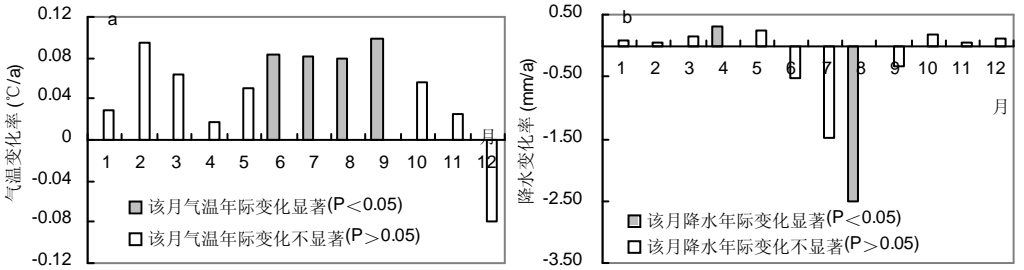 a
气温变化率 (℃/a)
0.12
0.08
0.04
0
-0.04
-0.08
-0.12
1 2 3 4 5 6 7 8 9 10 11 12
月
该月气温年际变化显著(P＜0.05)
该月气温年际变化不显著(P＞0.05)
b
降水变化率 (mm/a)
0.50
-0.50
-1.50
-2.50
-3.50
1 2 3 4 5 6 7 8 9 10 11 12
月
该月降水年际变化显著(P＜0.05)
该月降水年际变化不显著(P＞0.05)